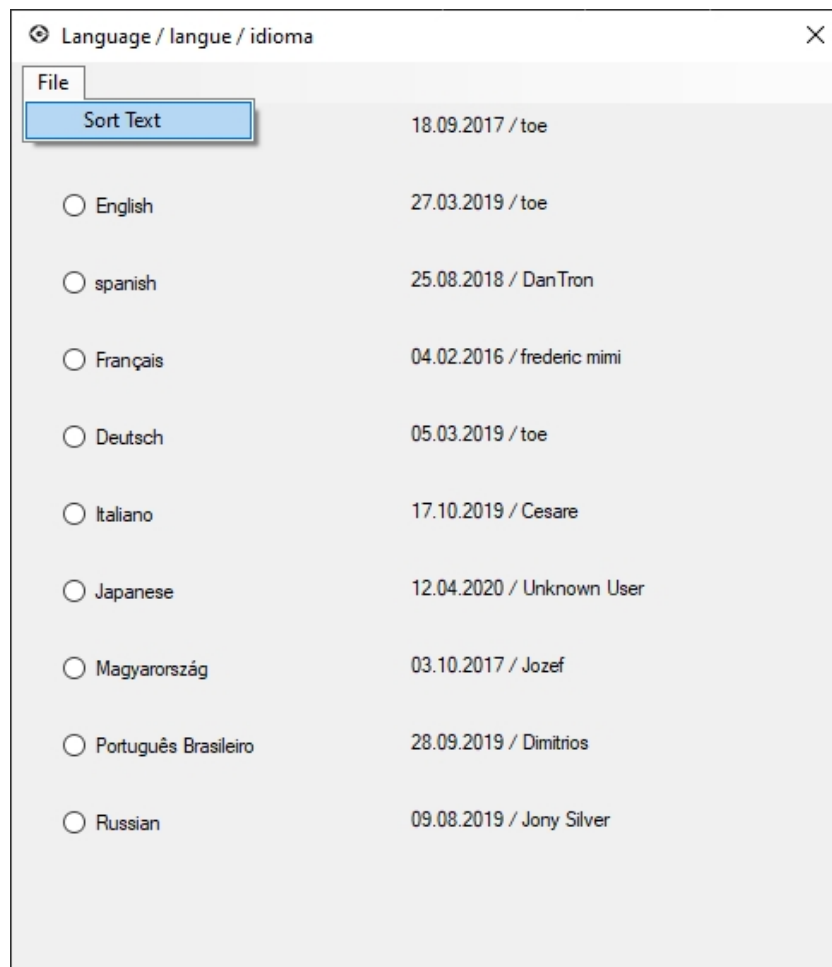 Language / langue / idioma
File
Sort Text
18.09.2017 / toe
English 27.03.2019 / toe
spanish 25.08.2018 / DanTron
Français 04.02.2016 / frederic mimi
Deutsch 05.03.2019 / toe
Italiano 17.10.2019 / Cesare
Japanese 12.04.2020 / Unknown User
Magyarország 03.10.2017 / Jozef
Português Brasileiro 28.09.2019 / Dimitrios
Russian 09.08.2019 / Jony Silver